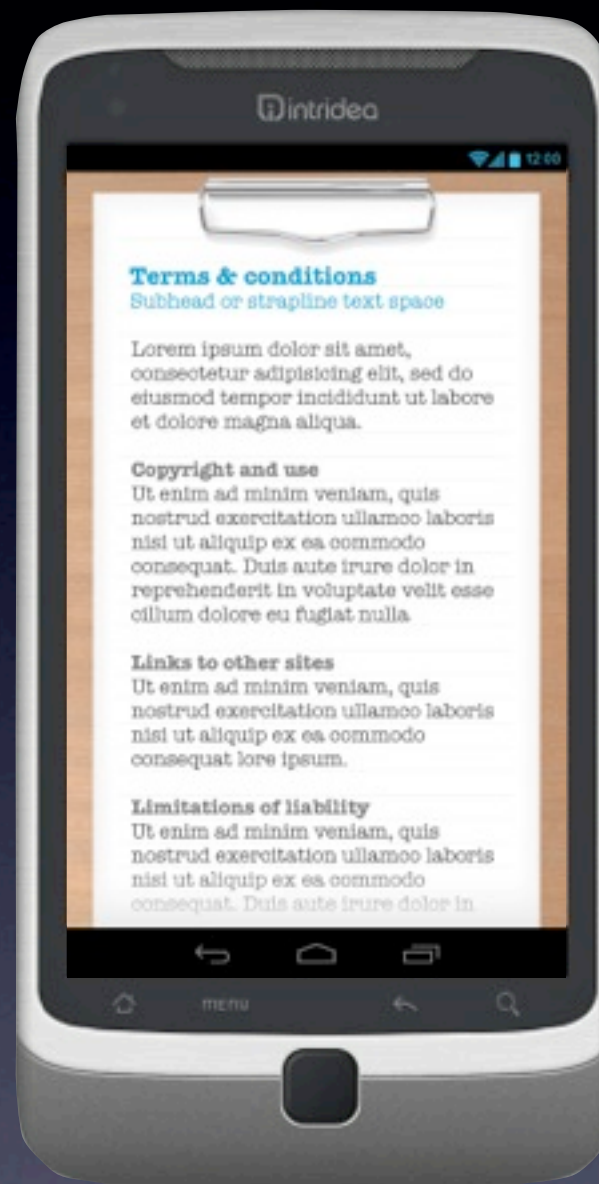 intridea
12:00
Terms & conditions
Subhead or strapline text space
Lorem ipsum dolor sit amet,
consectetur adipisicing elit, sed do
eiusmod tempor incididunt ut labore
et dolore magna aliqua.
Copyright and use
Ut enim ad minim veniam, quis
nostrud exercitation ullamco laboris
nisi ut aliquip ex ea commodo
consequat. Duis aute irure dolor in
reprehenderit in voluptate velit esse
cillum dolore eu fugiat nulla
Links to other sites
Ut enim ad minim veniam, quis
nostrud exercitation ullamco laboris
nisi ut aliquip ex ea commodo
consequat lore ipsum.
Limitations of liability
Ut enim ad minim veniam, quis
nostrud exercitation ullamco laboris
nisi ut aliquip ex ea commodo
consequat. Duis aute irure dolor in
menu